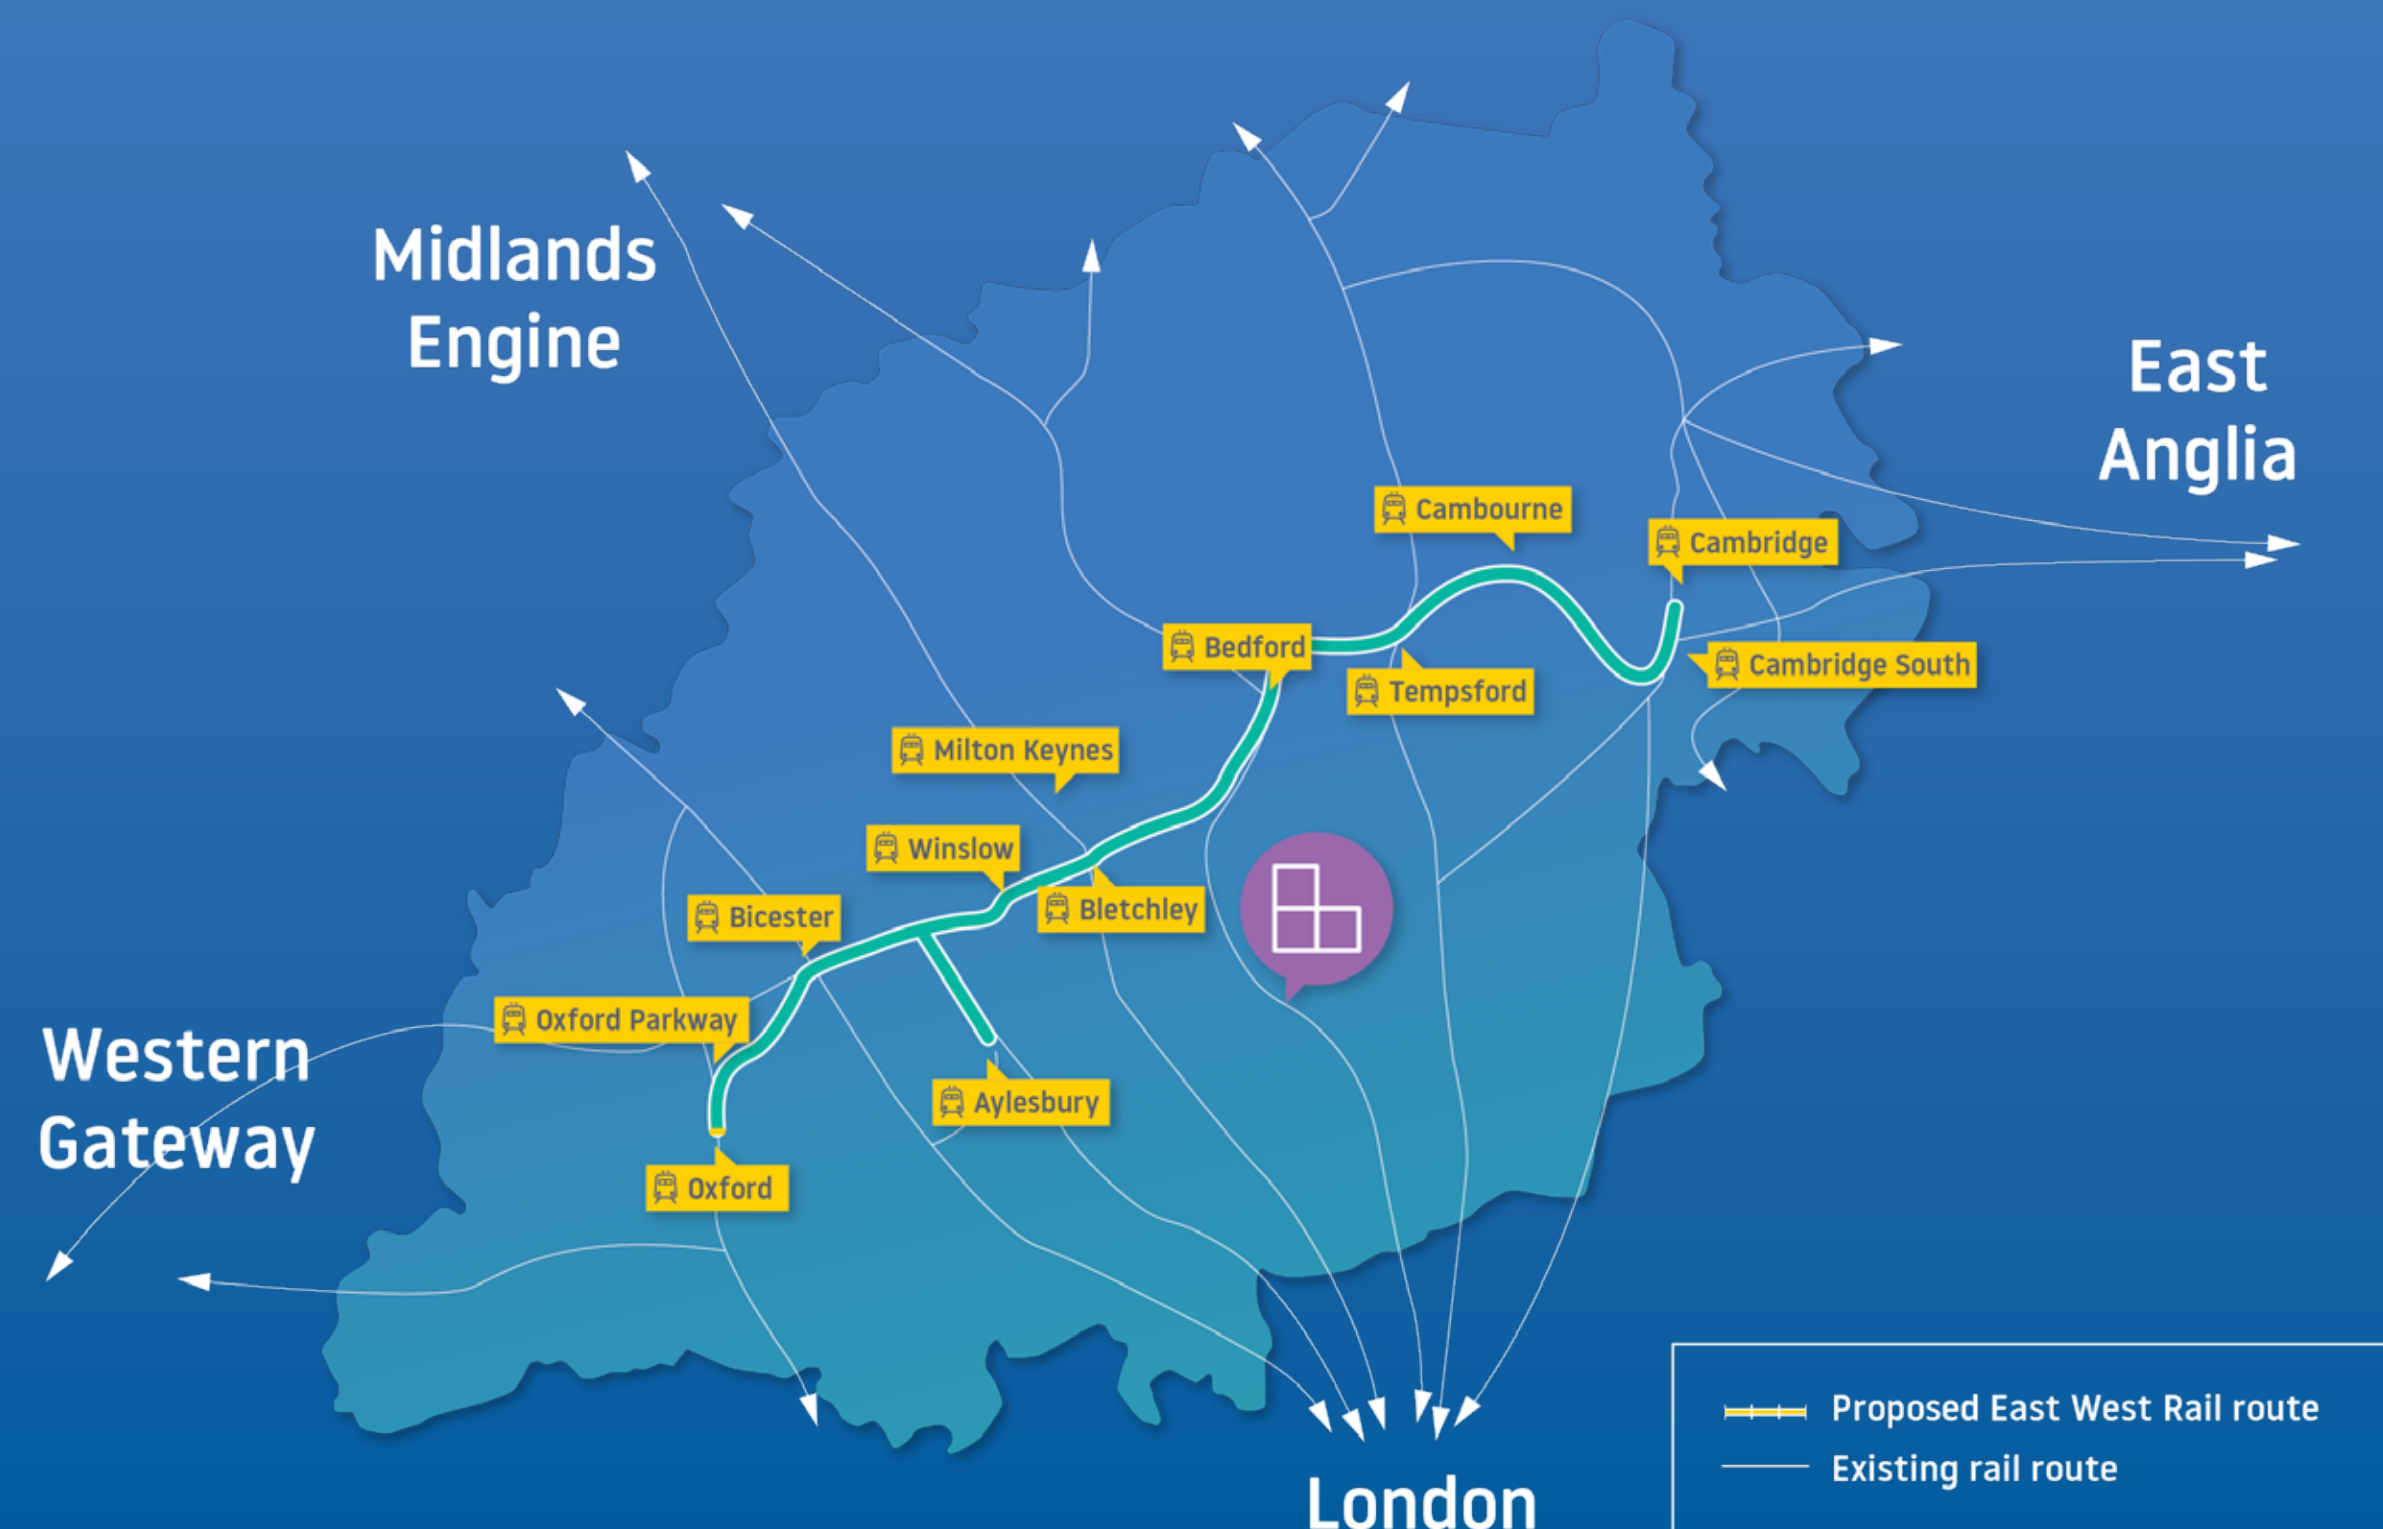 Midlands
Engine
East
Anglia
Cambourne
Cambridge
Bedford
Cambridge South
Tempsford
Milton Keynes
Winslow
Bletchley
Bicester
Oxford Parkway
Western
Gateway
Aylesbury
Oxford
Proposed East West Rail route
Existing rail route
London